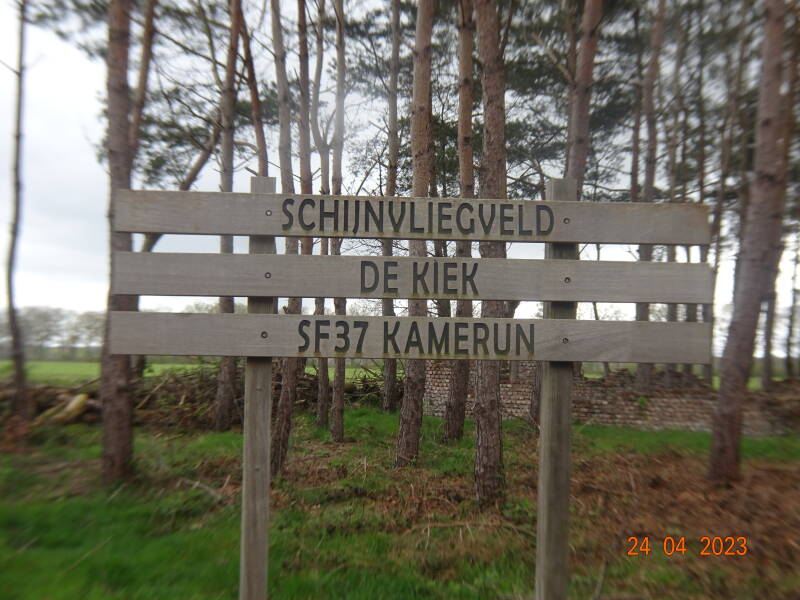 SCHIJNVLIEGVELD
DE KIEK
SF37 KAMERUN
24 04 2023